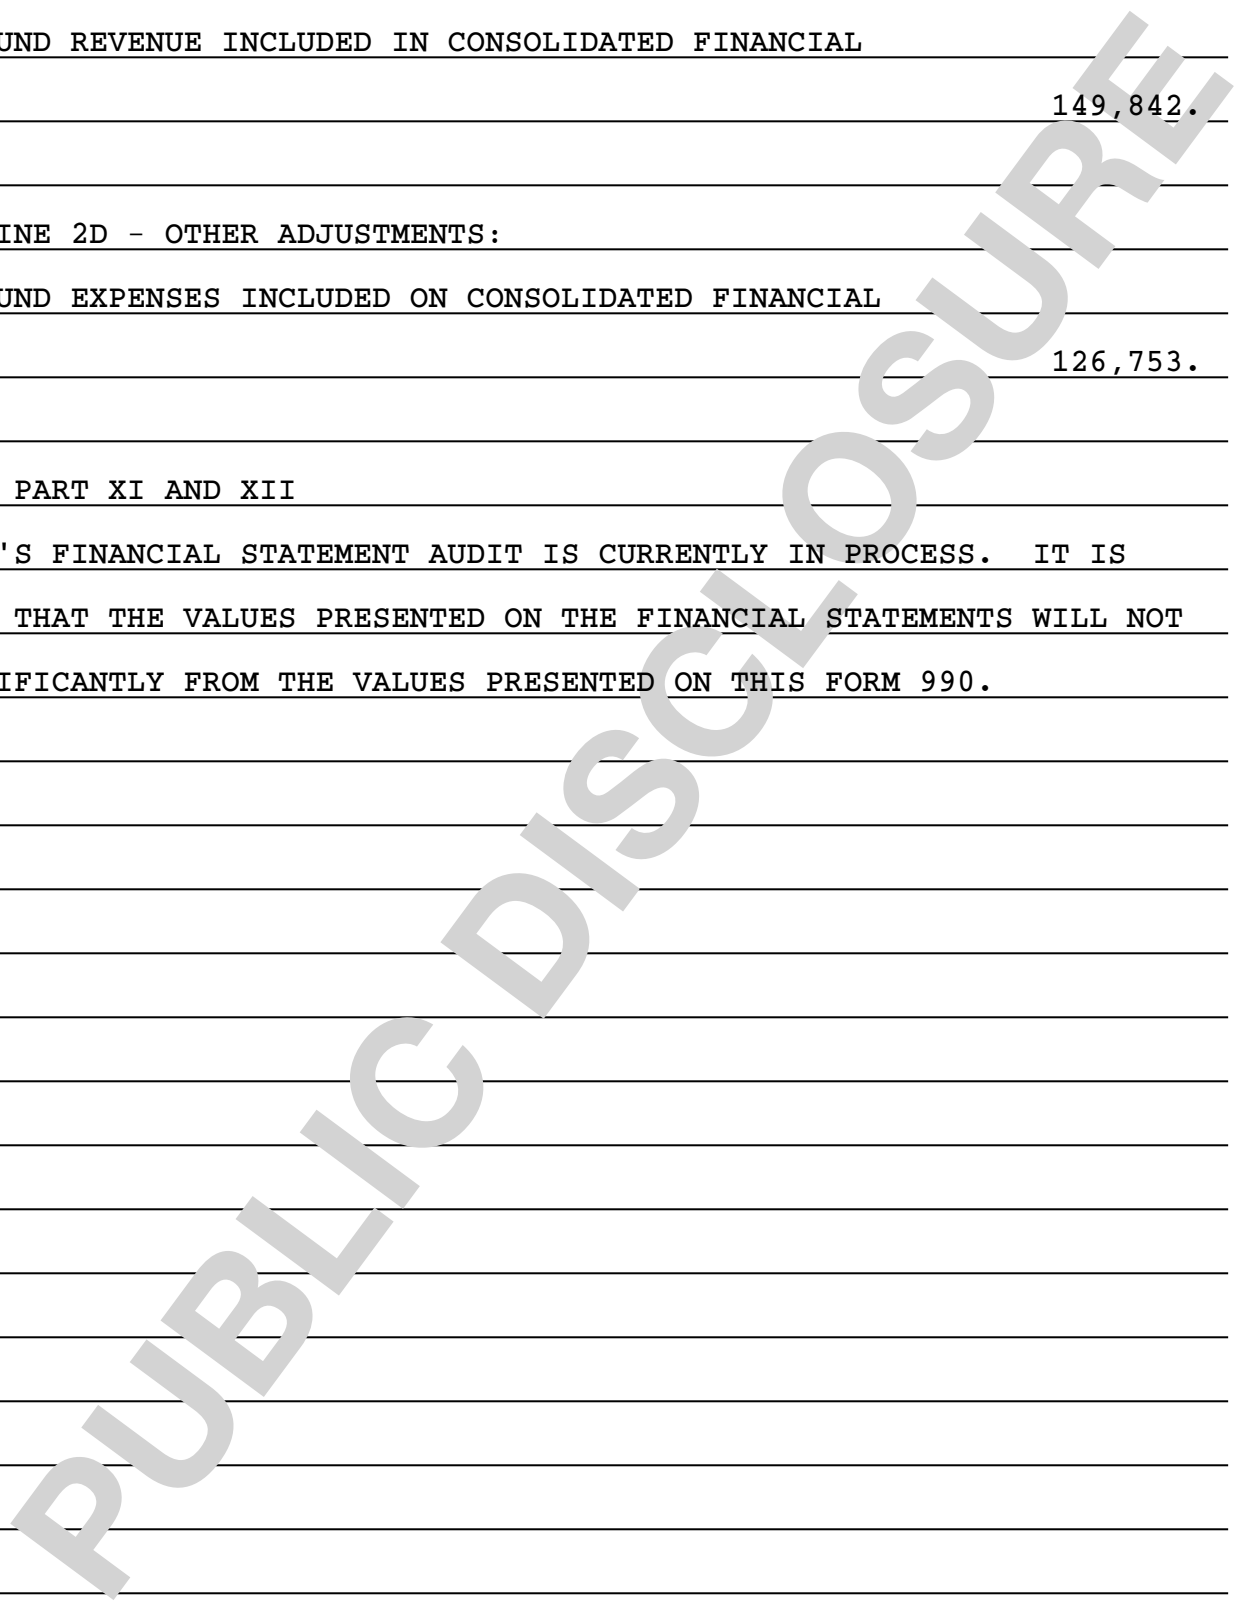 UND REVENUE INCLUDED IN CONSOLIDATED FINANCIAL
149,842.
INE 2D - OTHER ADJUSTMENTS:
UND EXPENSES INCLUDED ON CONSOLIDATED FINANCIAL
126,753.
PART XI AND XII
'S FINANCIAL STATEMENT AUDIT IS CURRENTLY IN PROCESS. IT IS
THAT THE VALUES PRESENTED ON THE FINANCIAL STATEMENTS WILL NOT
IFICANTLY FROM THE VALUES PRESENTED ON THIS FORM 990.
PUBLIC DISCLOSURE